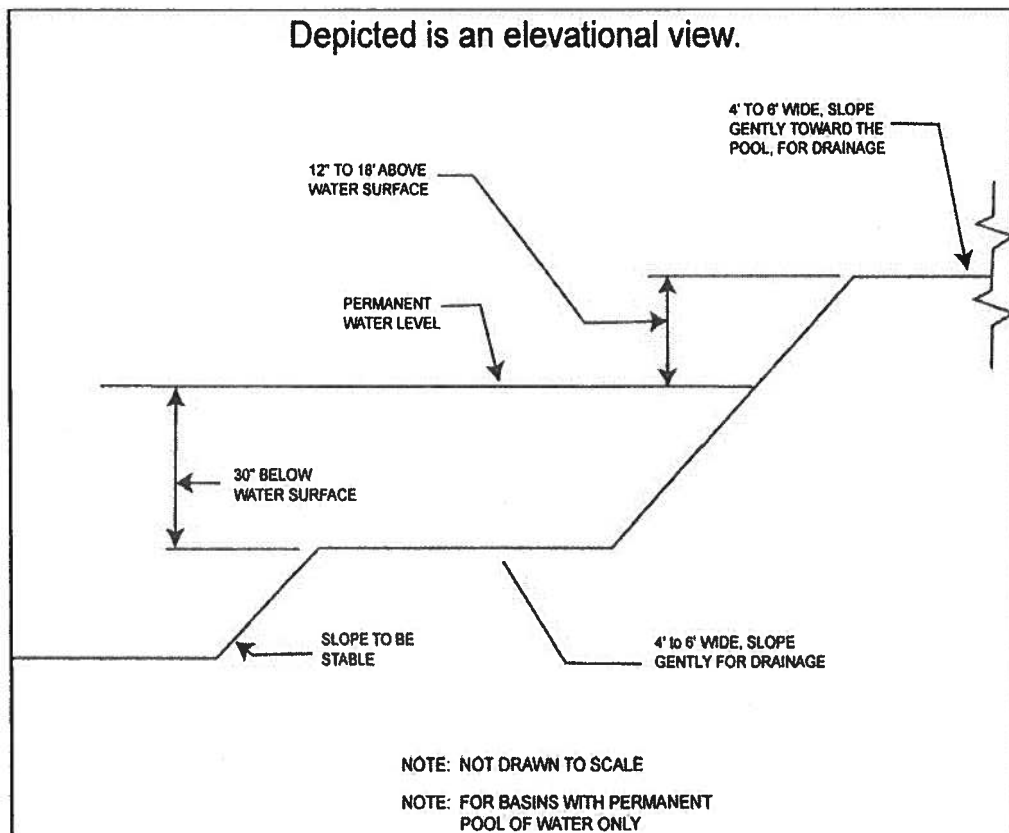 Depicted is an elevational view.
4' TO 6' WIDE, SLOPE
GENTLY TOWARD THE
POOL, FOR DRAINAGE
12" TO 18' ABOVE
WATER SURFACE
PERMANENT
WATER LEVEL
30" BELOW
WATER SURFACE
SLOPE TO BE
STABLE
4' to 6' WIDE, SLOPE
GENTLY FOR DRAINAGE
NOTE: NOT DRAWN TO SCALE
NOTE: FOR BASINS WITH PERMANENT
POOL OF WATER ONLY